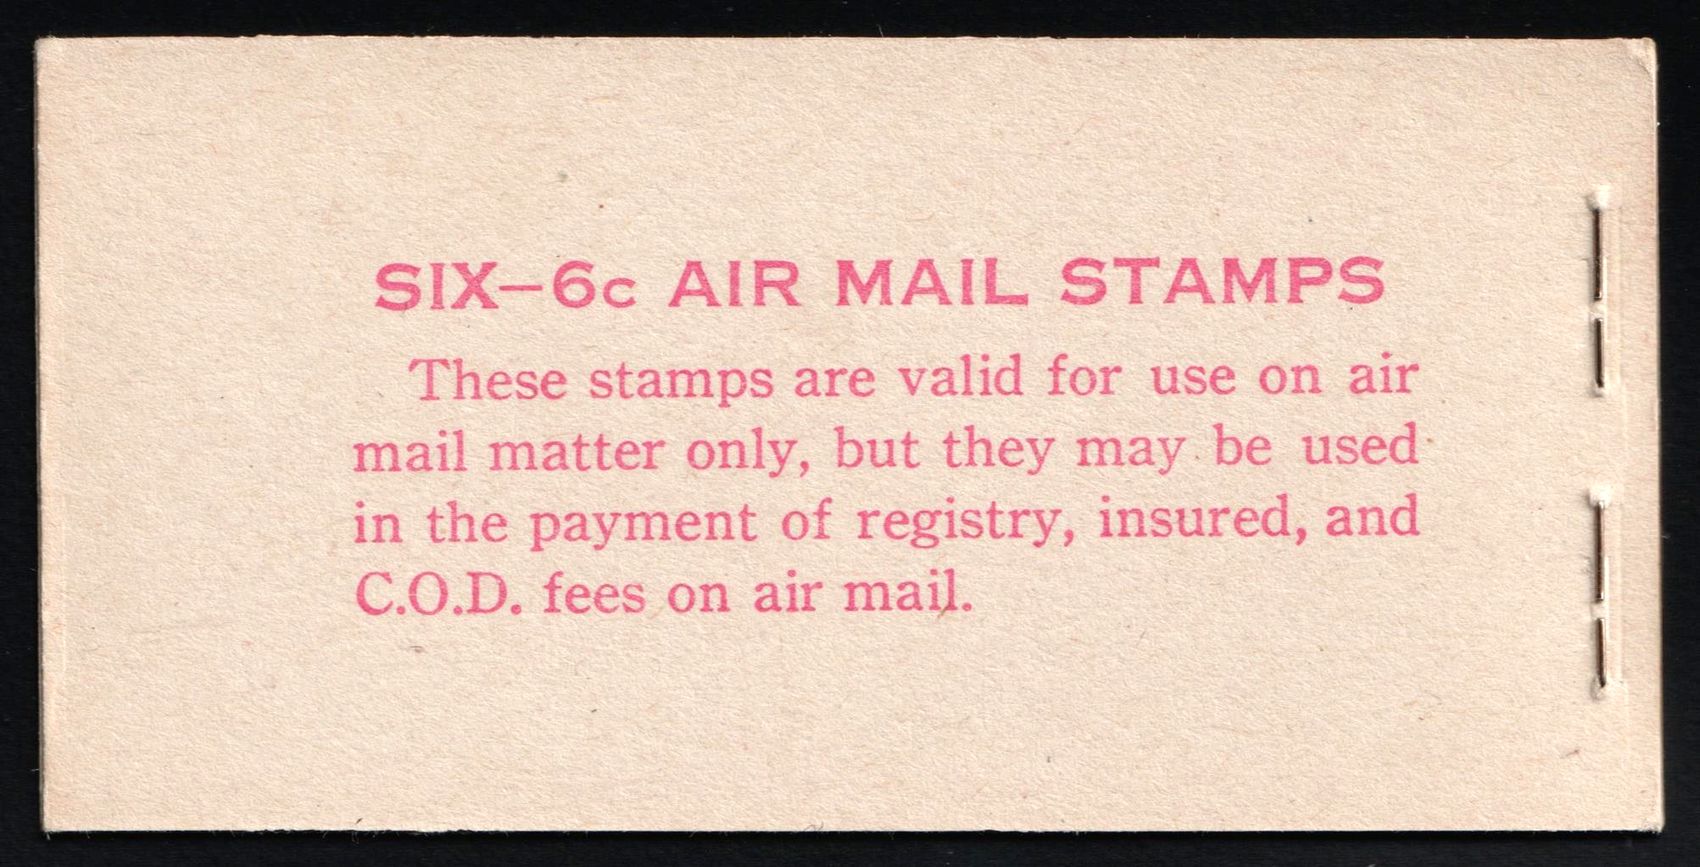 SIX—6c AIR MAIL STAMPS
These stamps are valid for use on air
mail matter only, but they may be used
in the payment of registry, insured, and
C.O.D. fees on air mail.